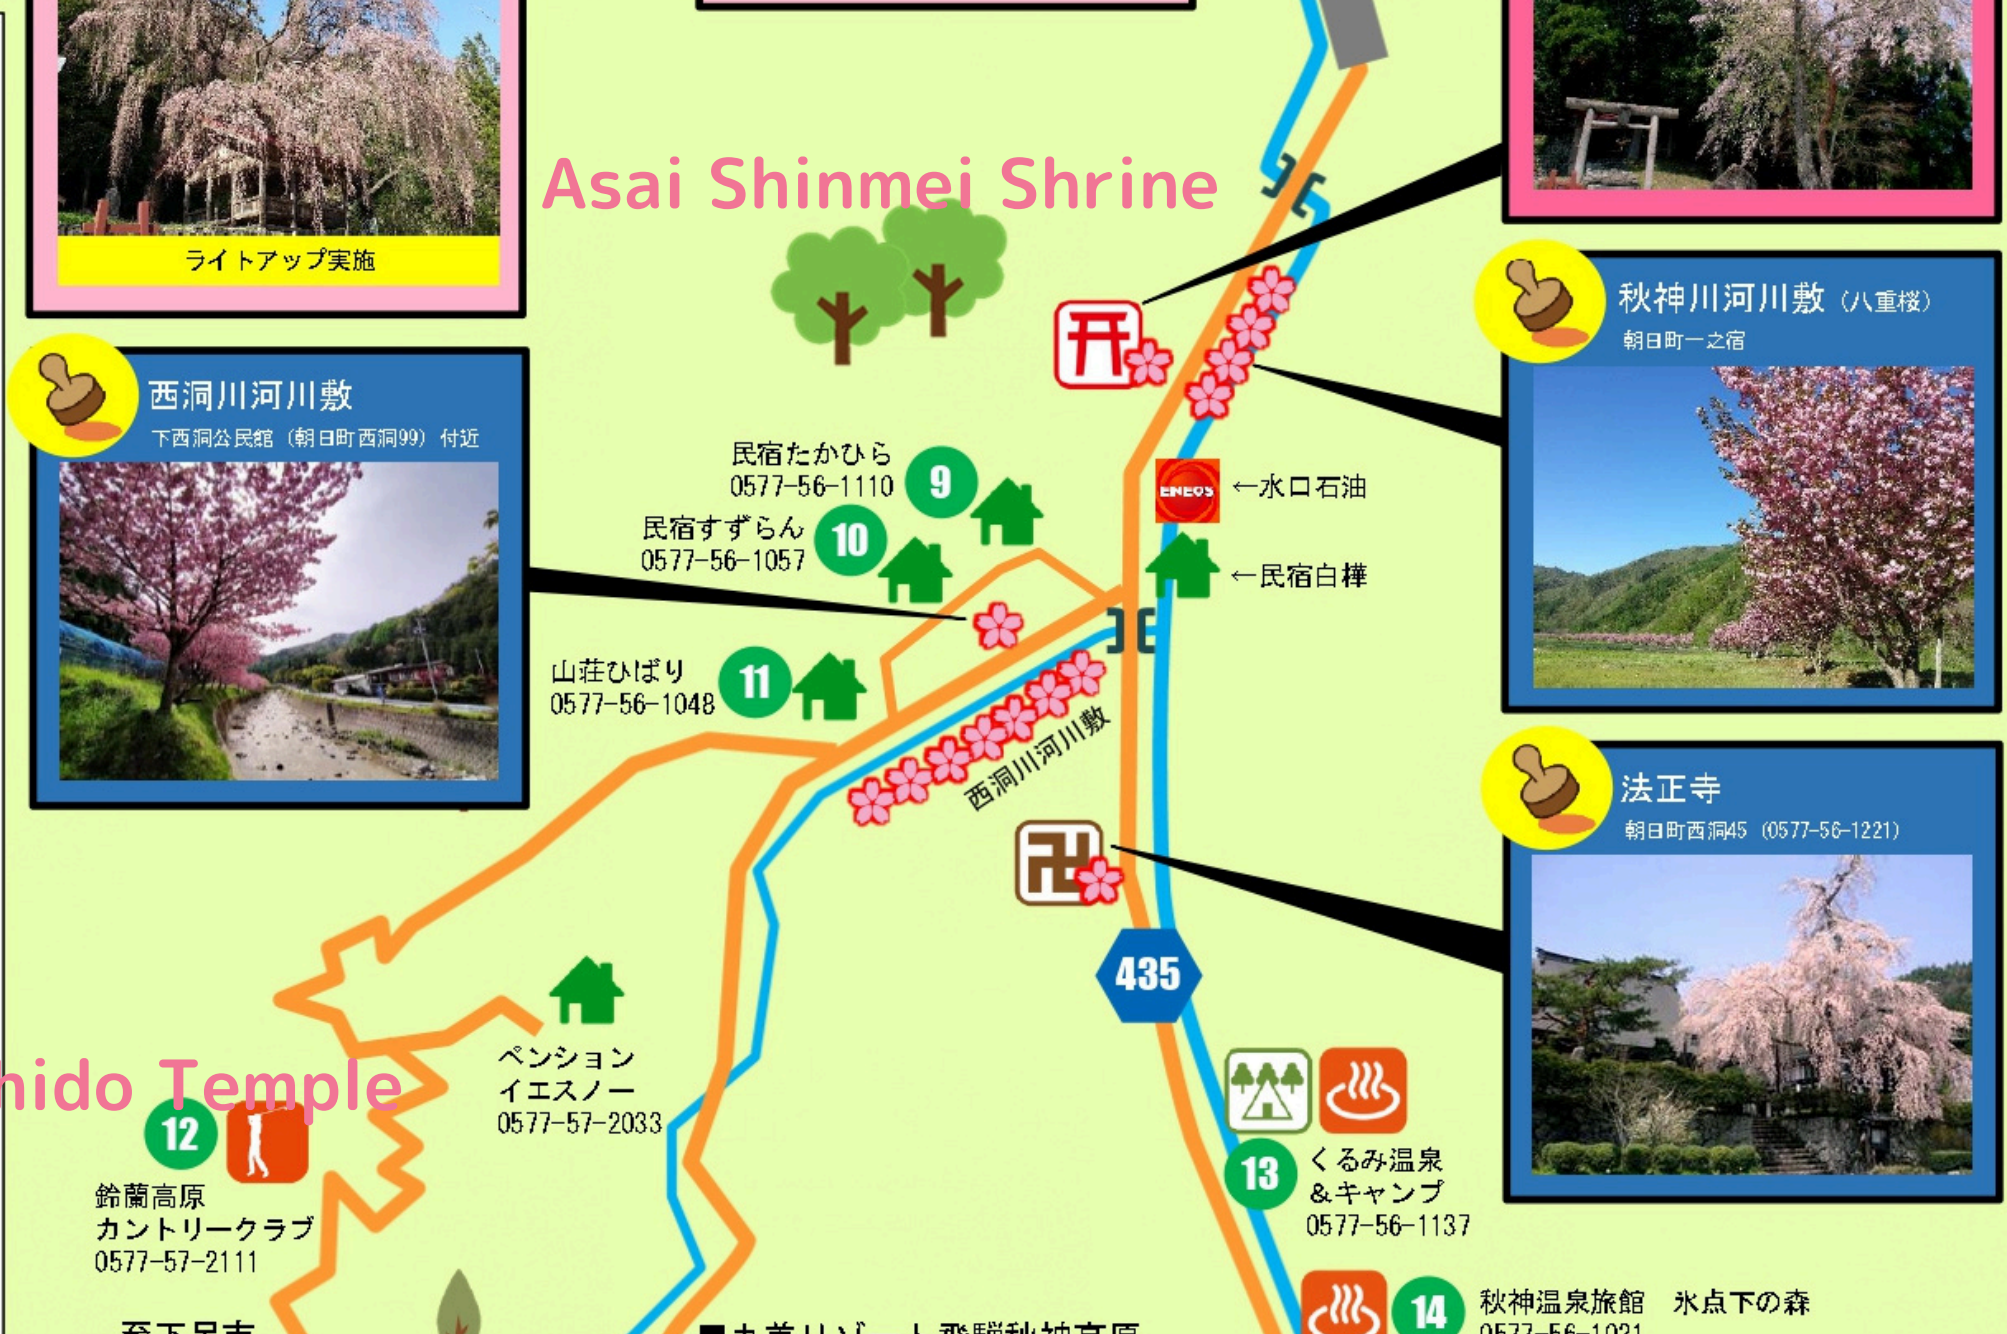 Asai Shinmei Shrine
ライトアップ実施
西洞川河川敷
下西洞公民館（朝日町西洞99）付近
秋神川河川敷（八重桜）
朝日町一之宿
民宿たかひら
0577-56-1110
9
民宿すずらん
0577-56-1057
10
ENEOS
←水口石油
←民宿白樺
山荘ひばり
0577-56-1048
11
西洞川河川敷
法正寺
朝日町西洞45（0577-56-1221）
435
hido Temple
12
鈴蘭高原
カントリークラブ
0577-57-2111
ペンション
イエスノー
0577-57-2033
13
くるみ温泉
&キャンプ
0577-56-1137
14
秋神温泉旅館　氷点下の森
0577-56-1021
至下呂市